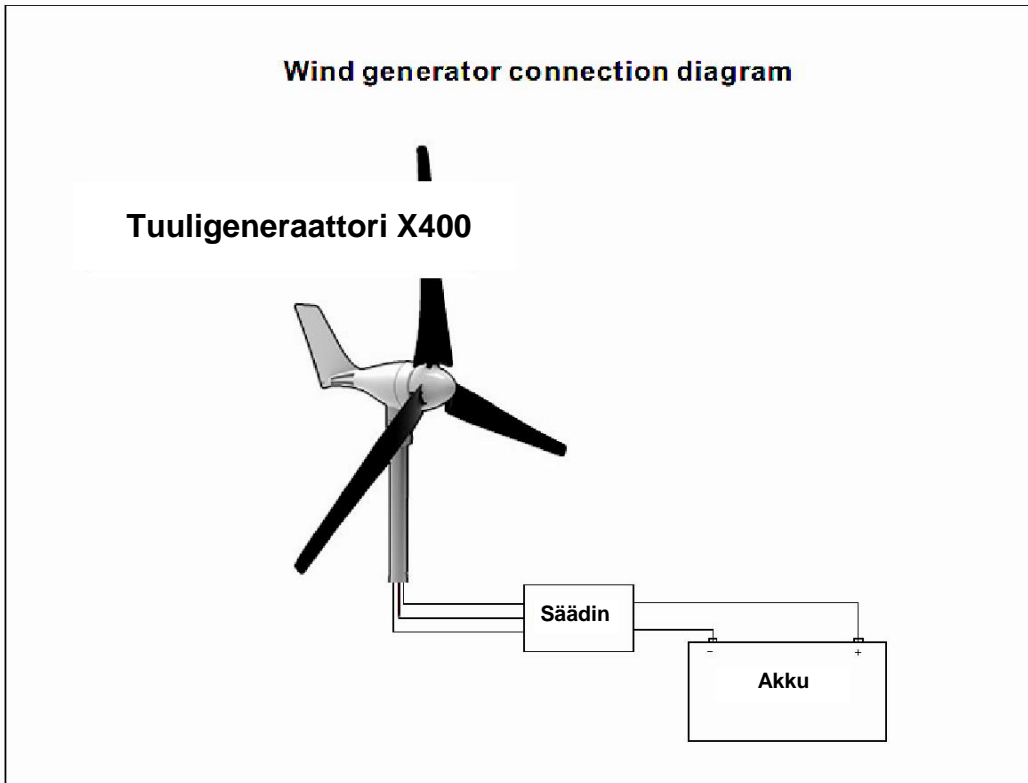 Wind generator connection diagram
Tuuligeneraattori X400
Säädin
− +
Akku